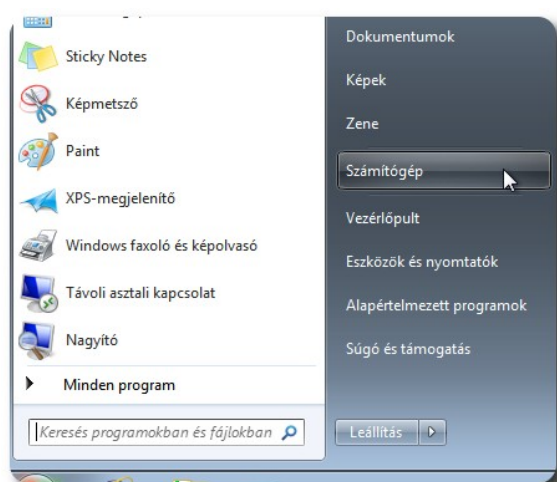 Sticky Notes
Képmetsző
Paint
XPS-megjelenítő
Windows faxoló és képolvasó
Távoli asztali kapcsolat
Nagyító
Minden program
Keresés programokban és fájlokban
Dokumentumok
Képek
Zene
Számítógép
Vezérlőpult
Eszközök és nyomtatók
Alapértelmezett programok
Súgó és támogatás
Leállítás